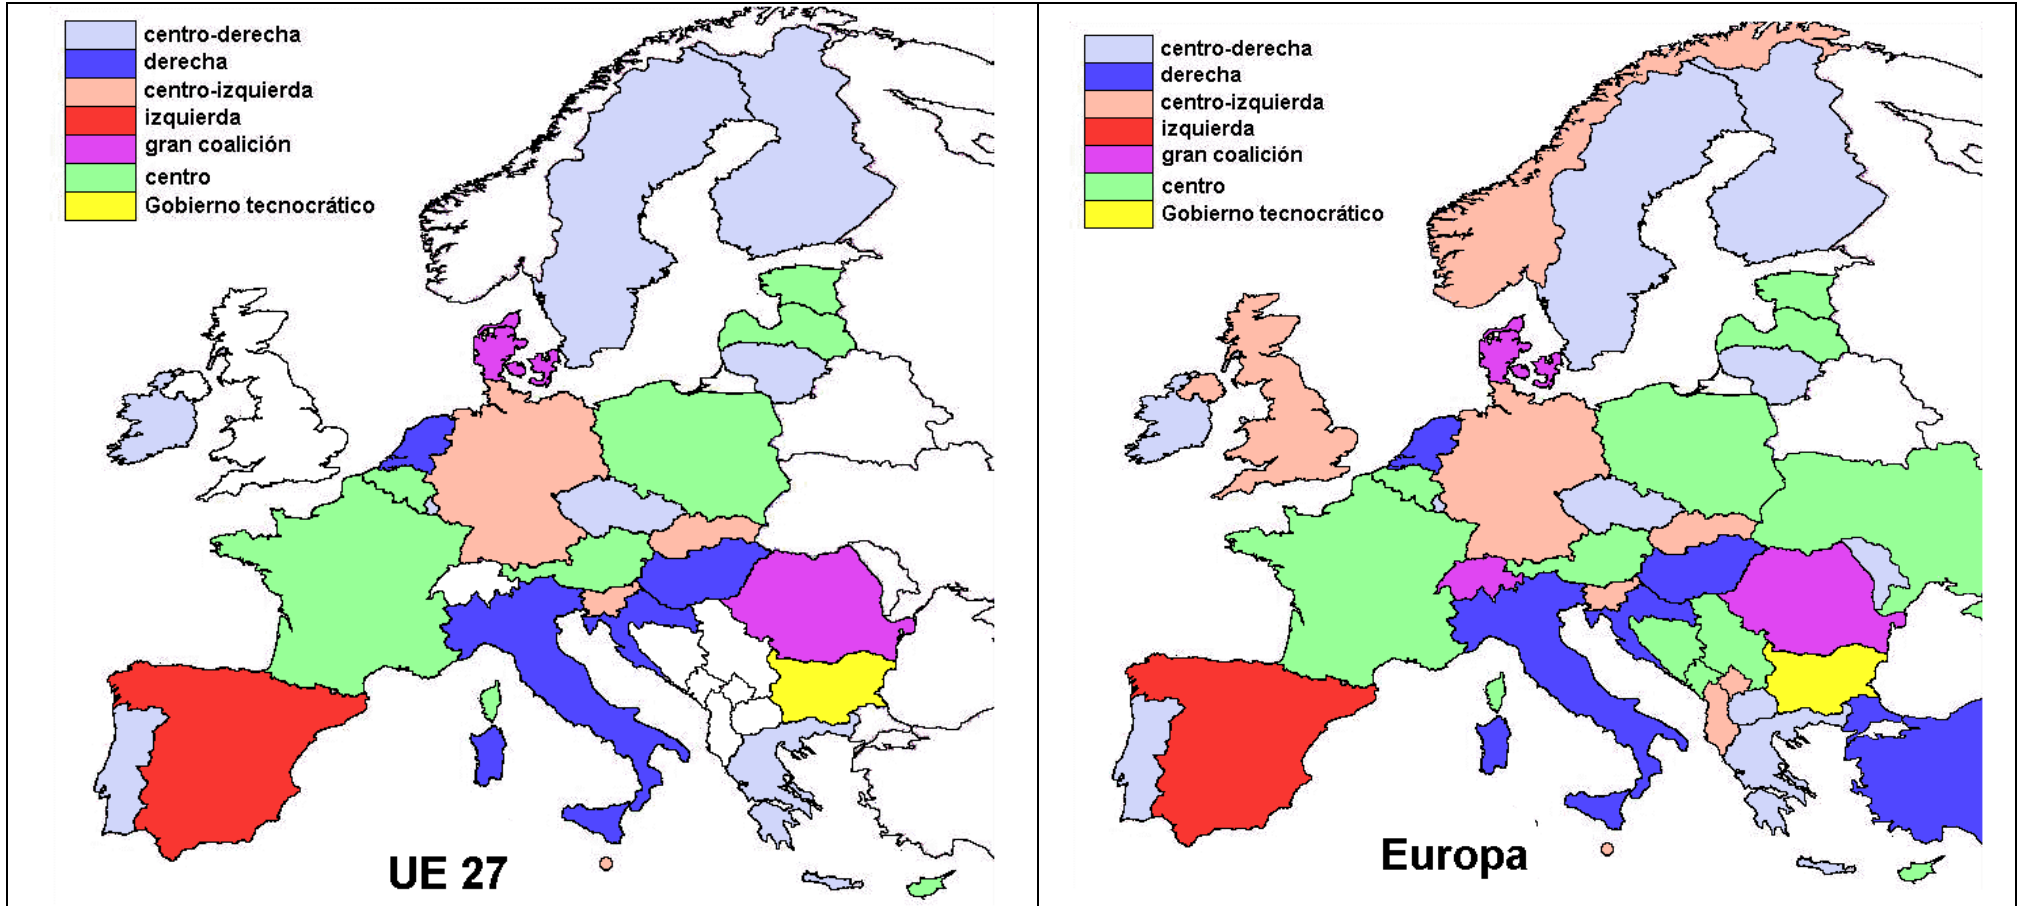 centro-derecha
derecha
centro-izquierda
izquierda
gran coalición
centro
Gobierno tecnocrático
UE 27
centro-derecha
derecha
centro-izquierda
izquierda
gran coalición
centro
Gobierno tecnocrático
Europa